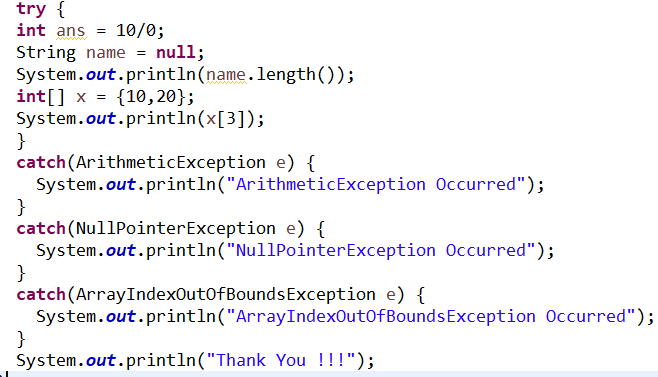 try {
int ans = 10/0;
String name = null;
System.out.println(name.length());
int[] x = {10,20};
System.out.println(x[3]);
}
catch(ArithmeticException e) {
  System.out.println("ArithmeticException Occurred");
}
catch(NullPointerException e) {
  System.out.println("NullPointerException Occurred");
}
catch(ArrayIndexOutOfBoundsException e) {
  System.out.println("ArrayIndexOutOfBoundsException Occurred");
}
System.out.println("Thank You !!!");